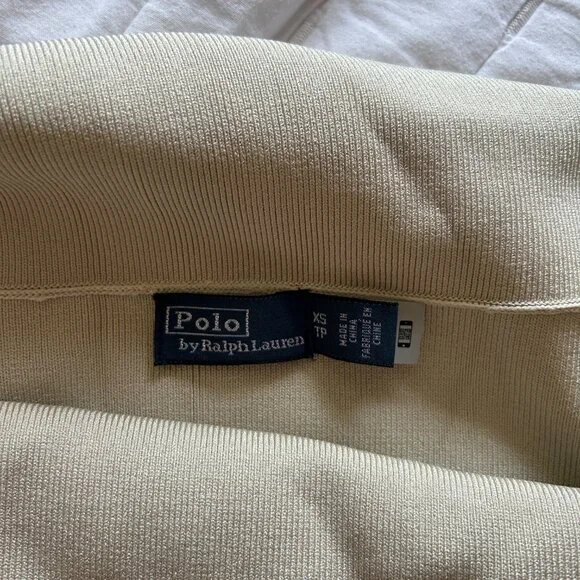 Polo
by Ralph Lauren
XS
TP
MADE IN
CHINA
FABRIQUÉ EN
CHINE